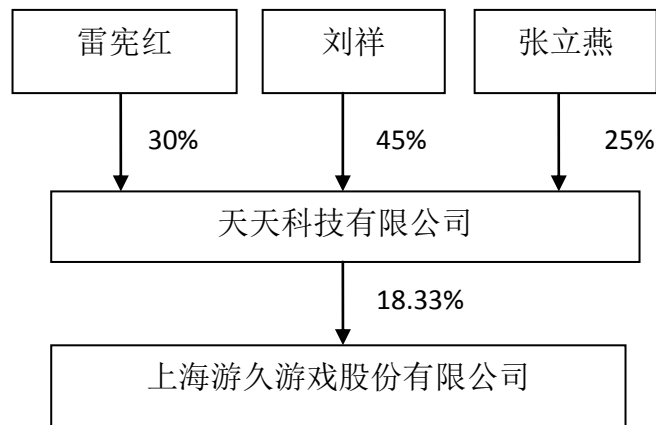 雷宪红 刘祥 张立燕
30% 45% 25%
天天科技有限公司
18.33%
上海游久游戏股份有限公司